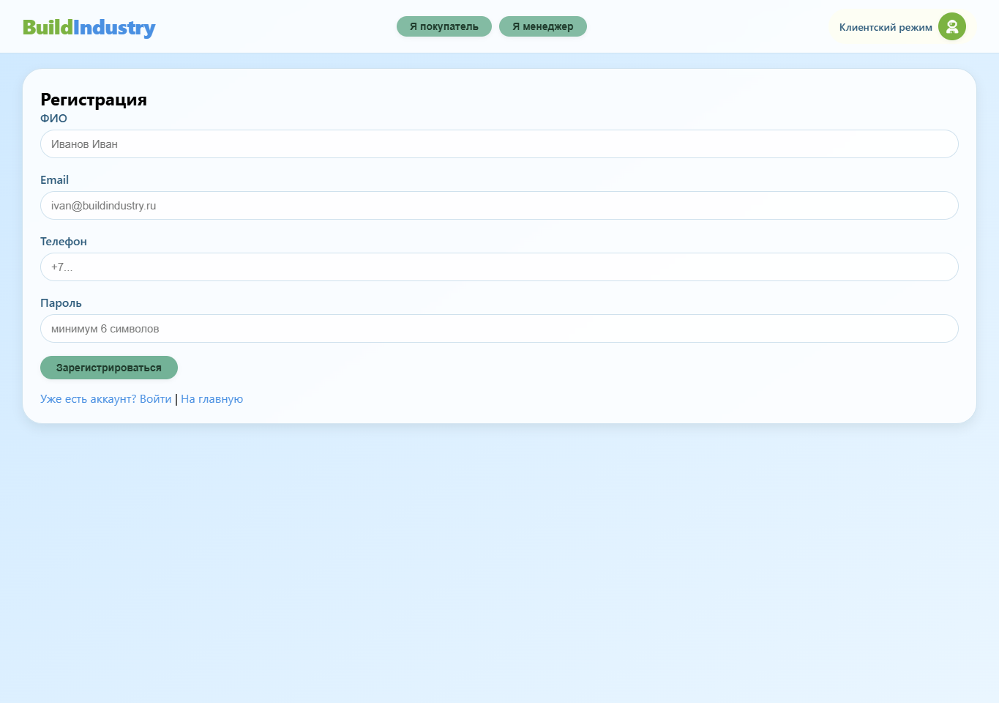 BuildIndustry
Я покупатель
Я менеджер
Клиентский режим
Регистрация
ФИО
Иванов Иван
Email
ivan@buildindustry.ru
Телефон
+7...
Пароль
минимум 6 символов
Зарегистрироваться
Уже есть аккаунт? Войти | На главную